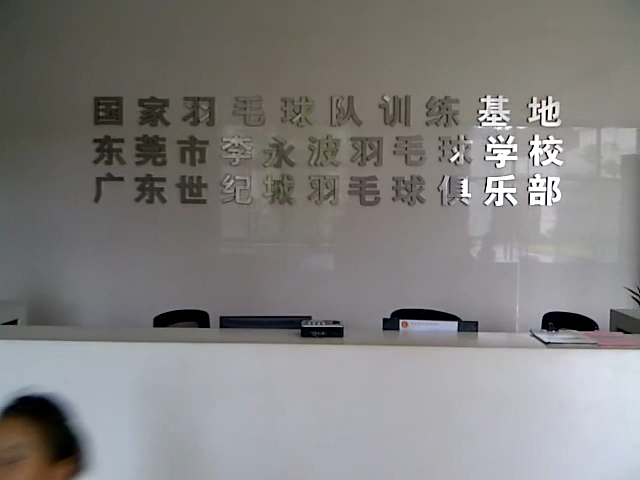 国家羽毛球队训练基地
东莞市李永波羽毛球学校
广东世纪城羽毛球俱乐部